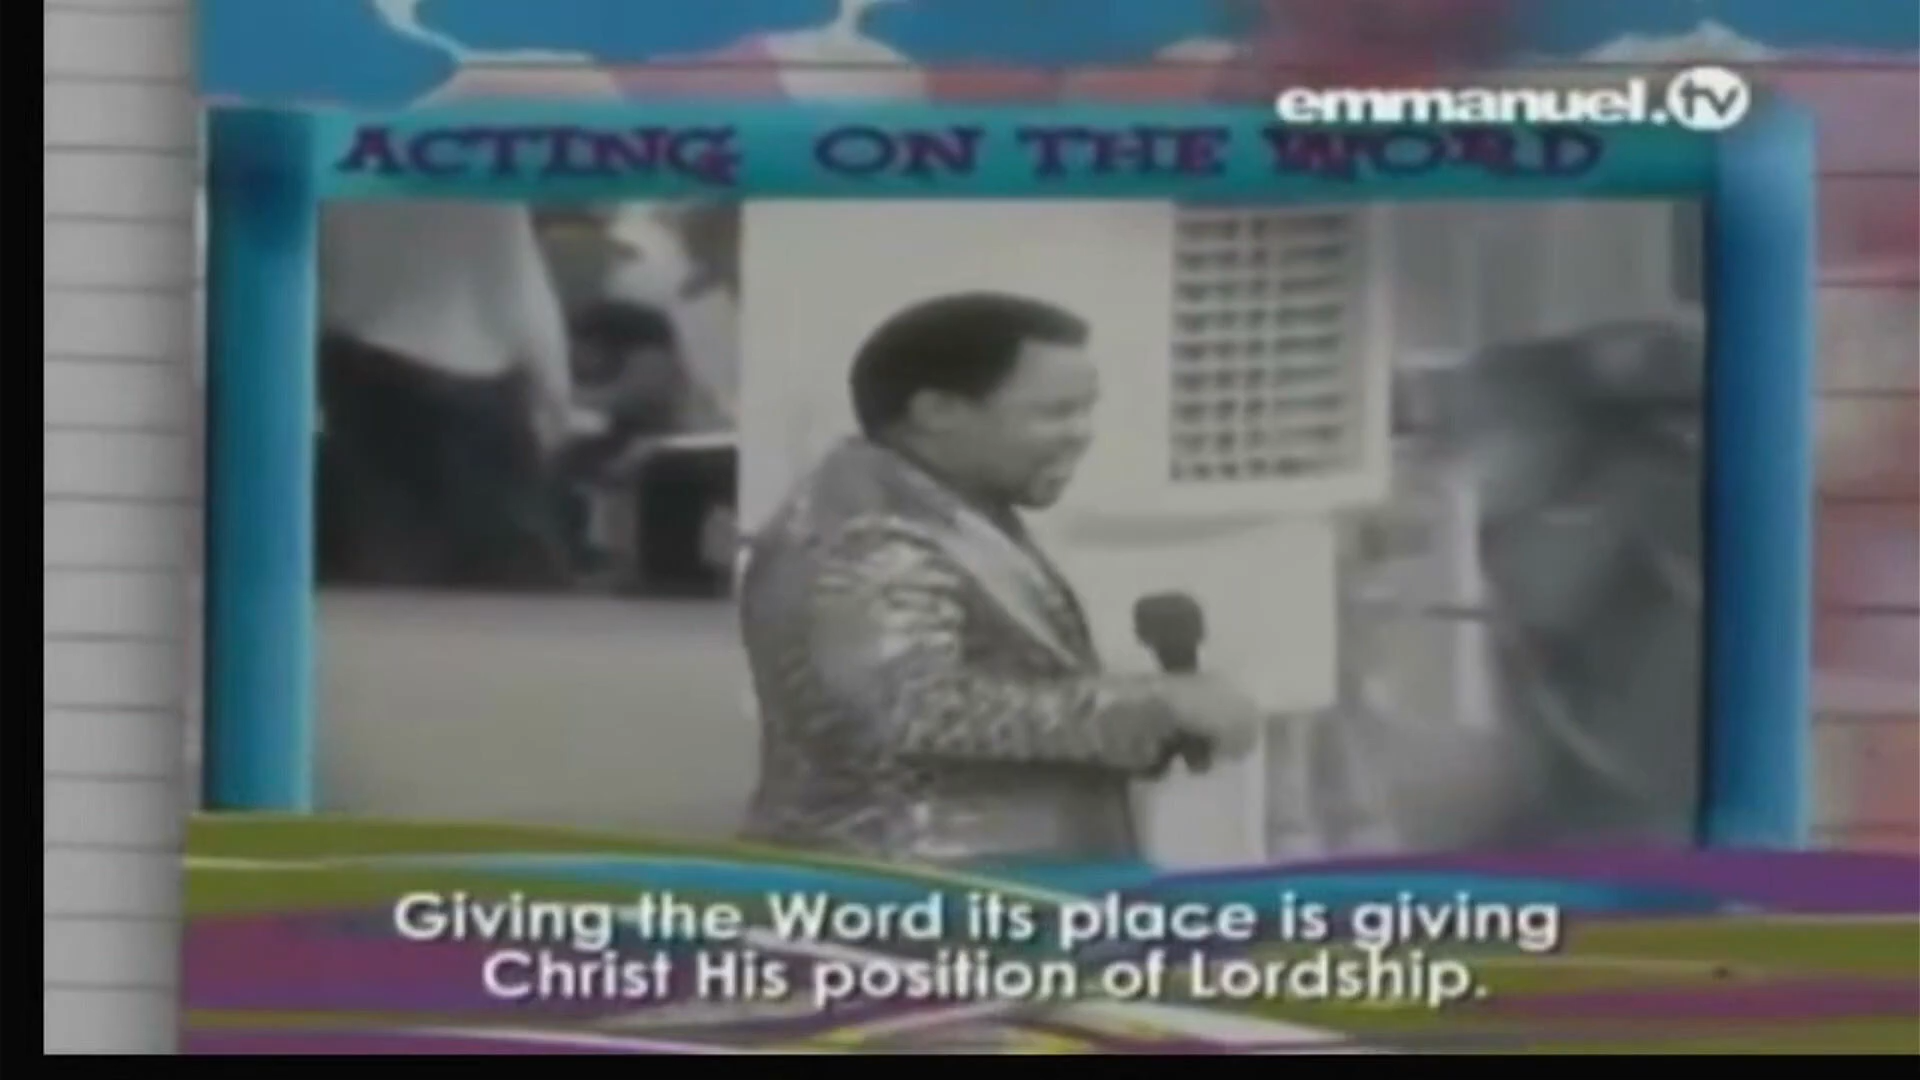 emmanuel.tv
ACTING ON THE WORD
Giving the Word its place is giving
Christ His position of Lordship.